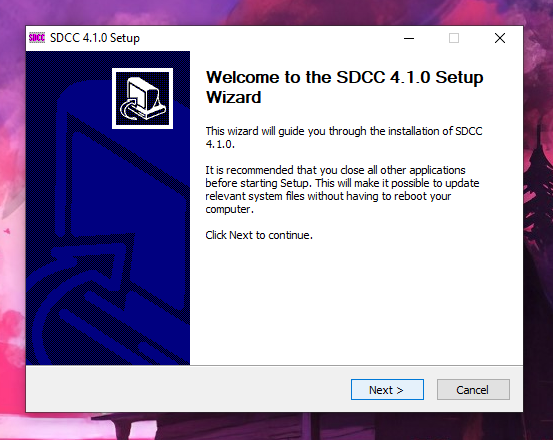 SDCC SDCC 4.1.0 Setup
Welcome to the SDCC 4.1.0 Setup
Wizard
This wizard will guide you through the installation of SDCC
4.1.0.
It is recommended that you close all other applications
before starting Setup. This will make it possible to update
relevant system files without having to reboot your
computer.
Click Next to continue.
Next > Cancel